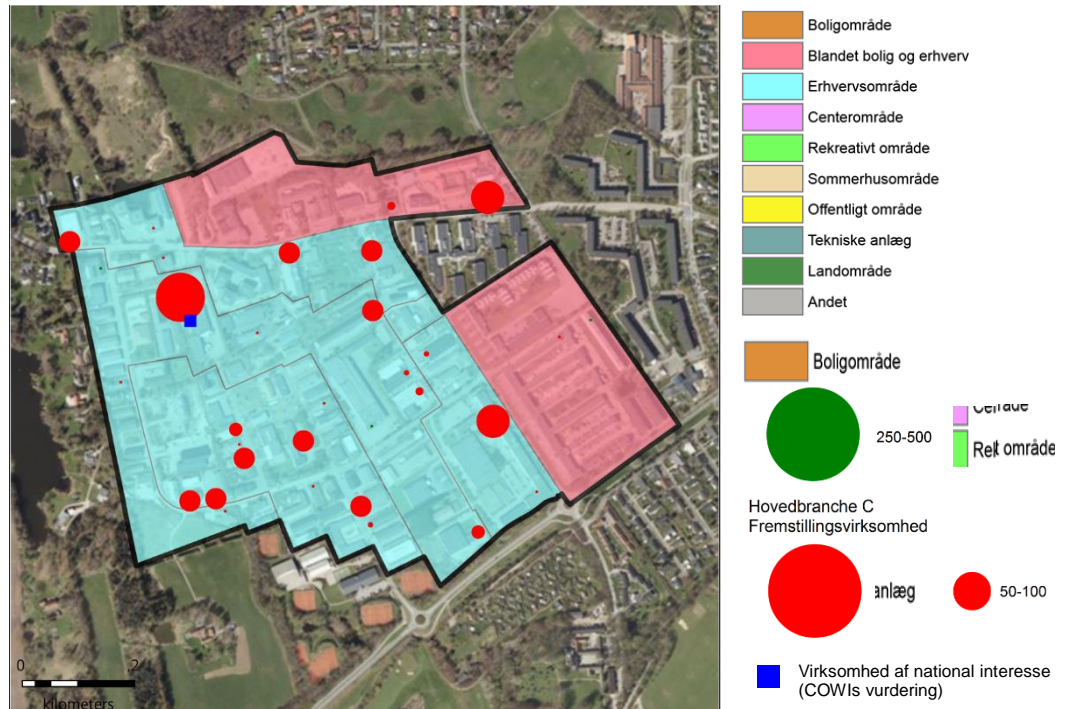 Boligområde
Blandet bolig og erhverv
Erhvervsområde
Centerområde
Rekreativt område
Sommerhusområde
Offentligt område
Tekniske anlæg
Landområde
Andet
Boligområde
250-500
område
Hovedbranche C
Fremstillingsvirksomhed
anlæg
50-100
Virksomhed af national interesse
(COWIs vurdering)
0 .2
kilometers